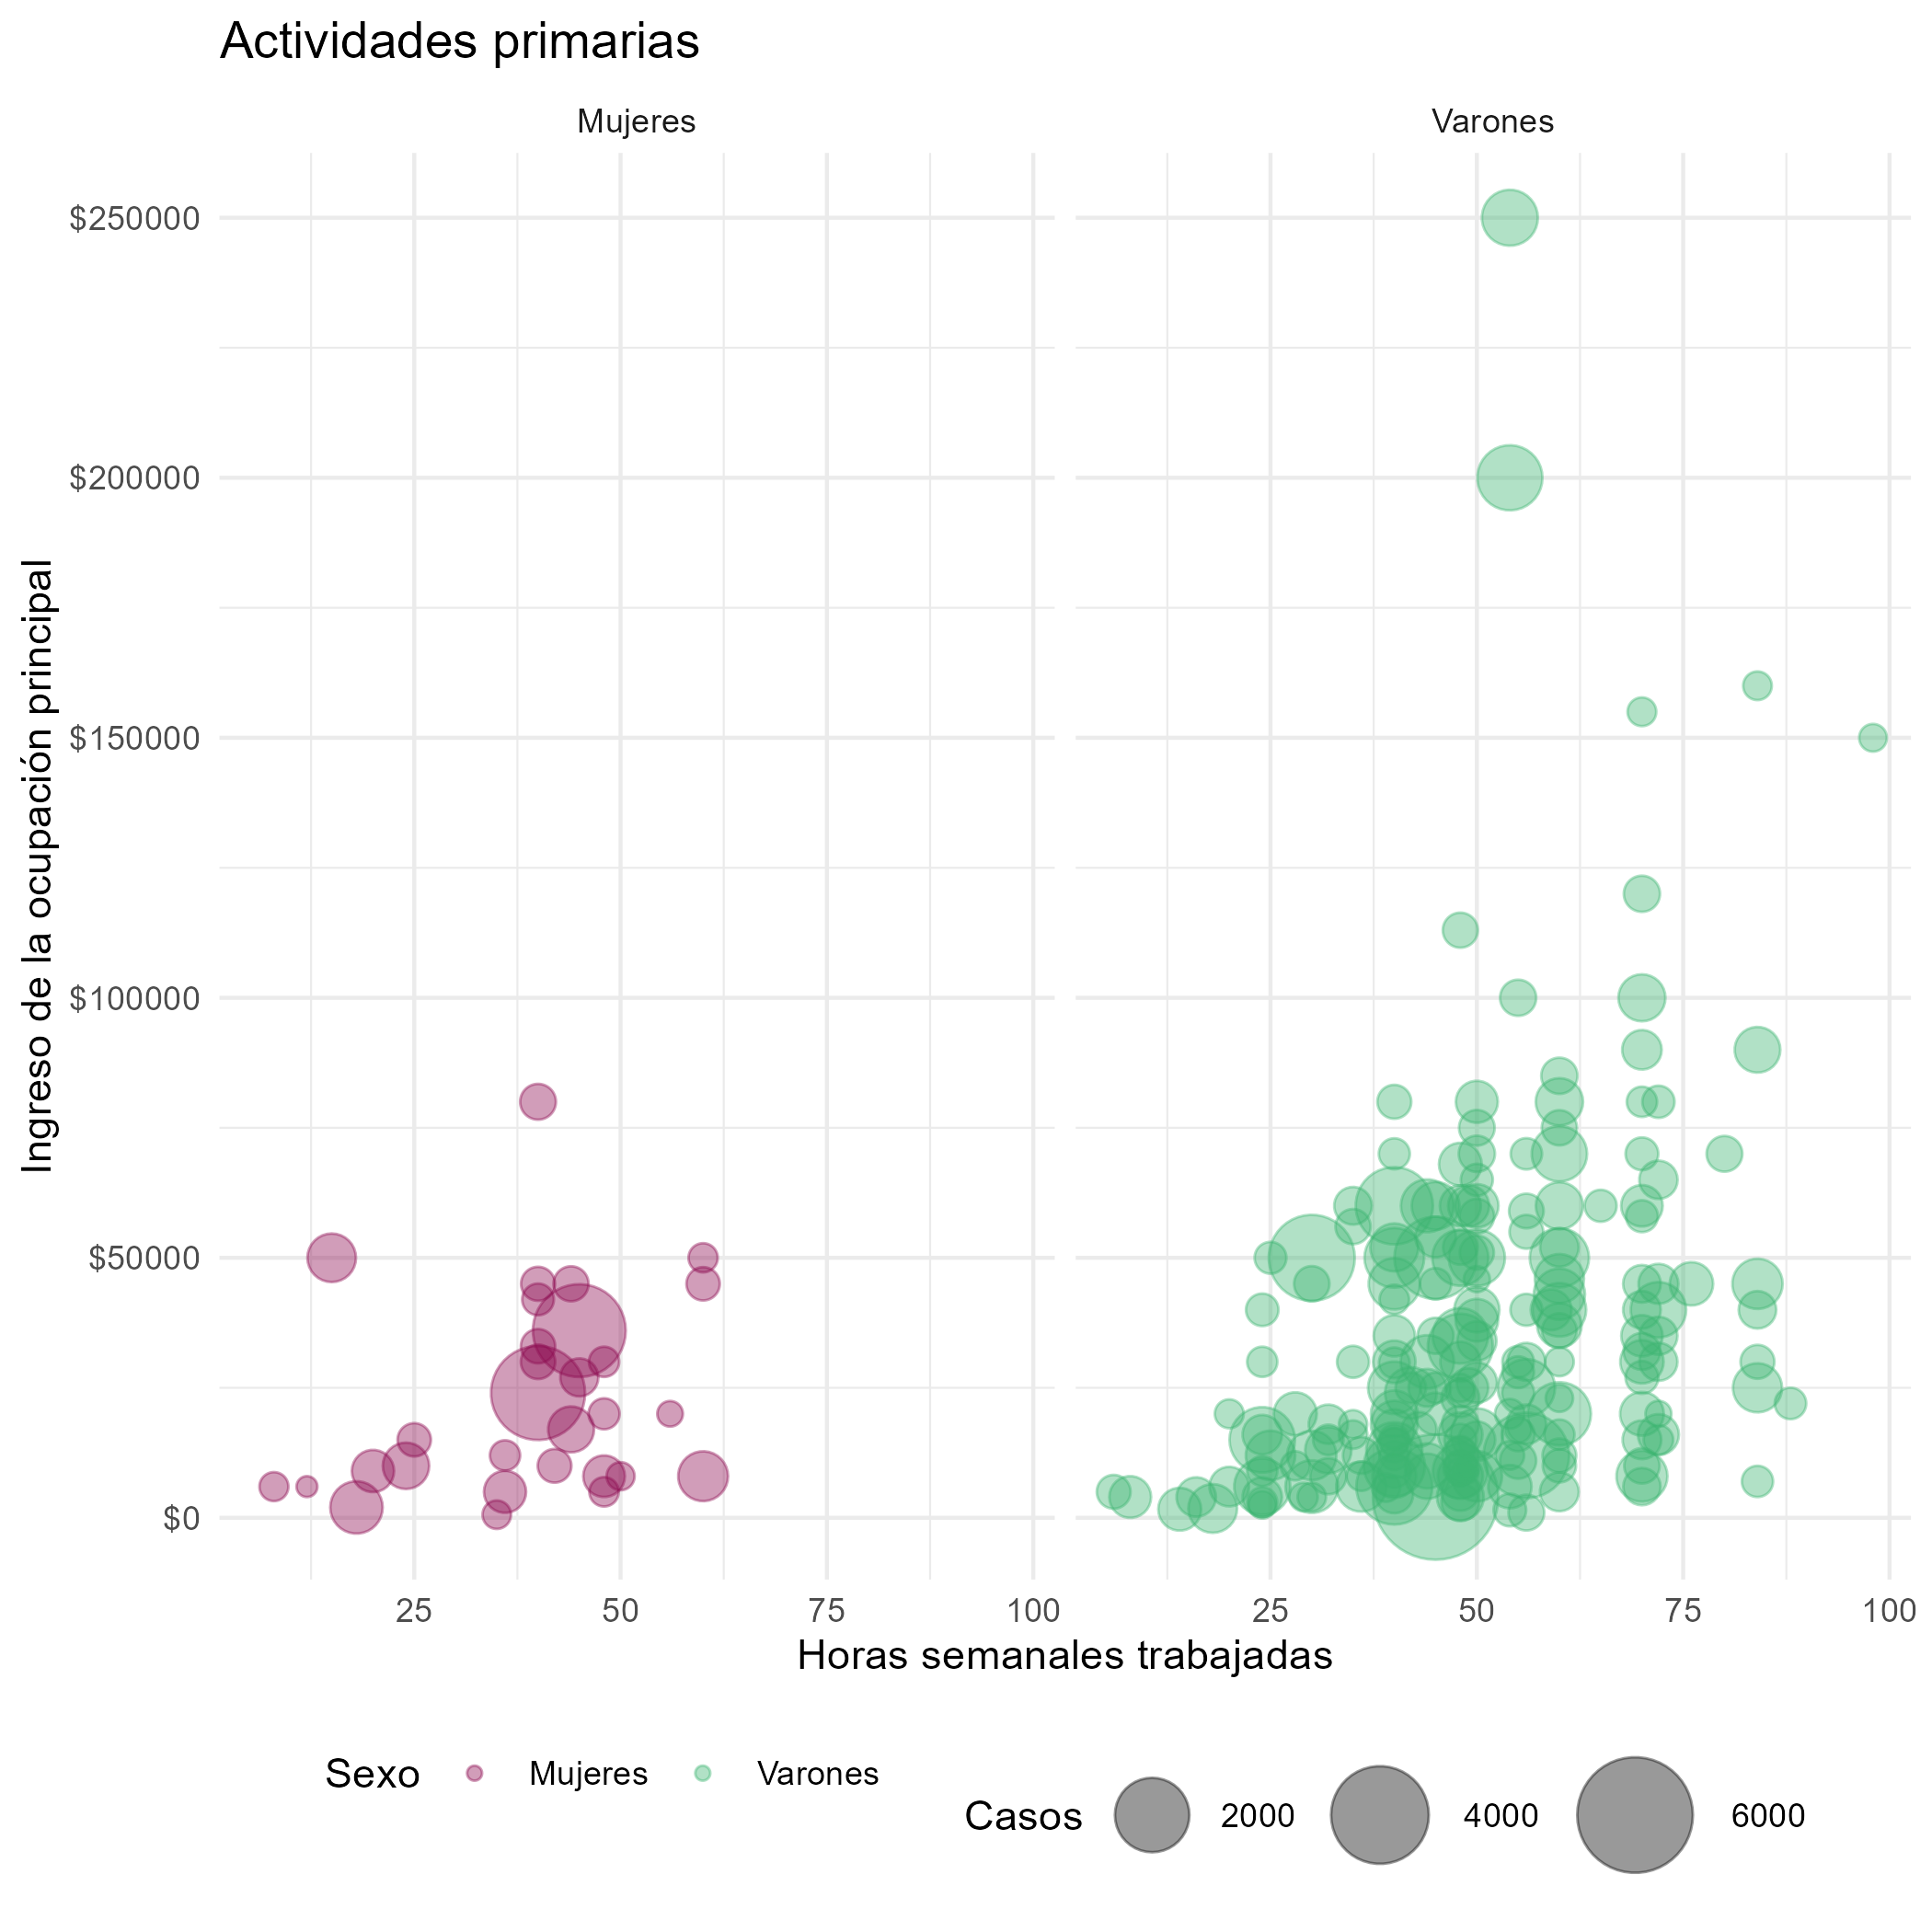 Actividades primarias
Mujeres
Varones
Ingreso de la ocupación principal
$250000
$200000
$150000
$100000
$50000
$0
25 50 75 100
25 50 75 100
Horas semanales trabajadas
Sexo Mujeres Varones
Casos 2000 4000 6000